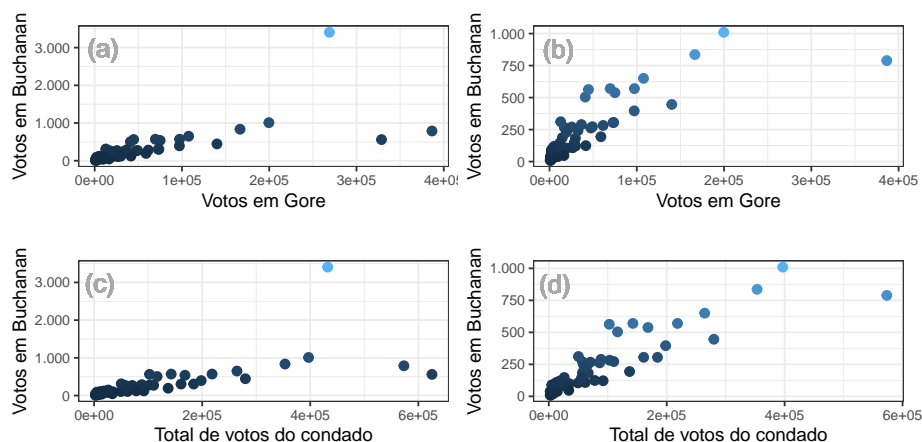 (a)
Votos em Buchanan
3.000
2.000
1.000
0
0e+00 1e+05 2e+05 3e+05 4e+05
Votos em Gore
(b)
Votos em Buchanan
1.000
750
500
250
0
0e+00 1e+05 2e+05 3e+05 4e+05
Votos em Gore
(c)
Votos em Buchanan
3.000
2.000
1.000
0
0e+00 2e+05 4e+05 6e+05
Total de votos do condado
(d)
Votos em Buchanan
1.000
750
500
250
0
0e+00 2e+05 4e+05 6e+05
Total de votos do condado